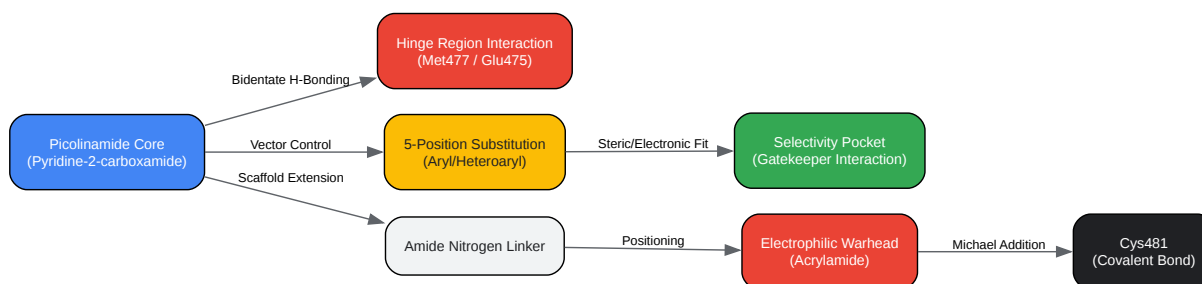 Hinge Region Interaction
(Met477 / Glu475)
Bidentate H-Bonding
Picolinamide Core
(Pyridine-2-carboxamide)
Vector Control
5-Position Substitution
(Aryl/Heteroaryl)
Steric/Electronic Fit
Selectivity Pocket
(Gatekeeper Interaction)
Scaffold Extension
Amide Nitrogen Linker
Positioning
Electrophilic Warhead
(Acrylamide)
Michael Addition
Cys481
(Covalent Bond)